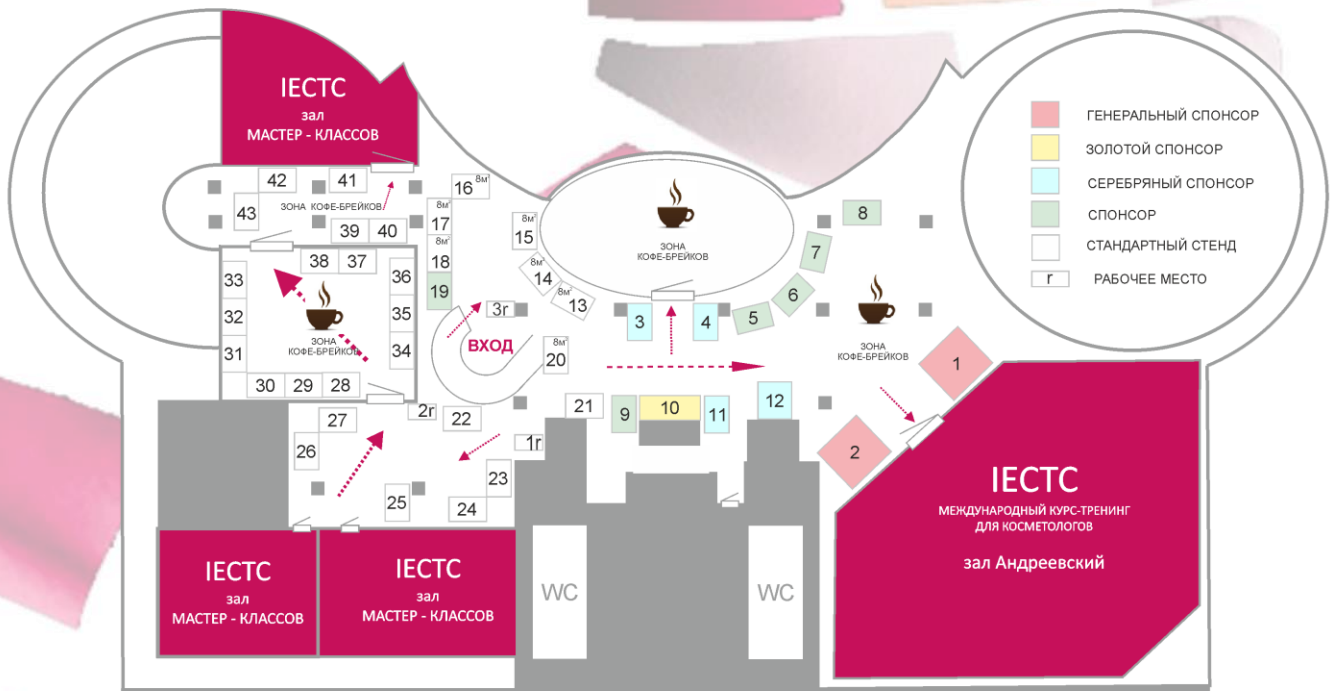 IECTC
зал
МАСТЕР - КЛАССОВ
ГЕНЕРАЛЬНЫЙ СПОНСОР
ЗОЛОТОЙ СПОНСОР
СЕРЕБРЯНЫЙ СПОНСОР
СПОНСОР
СТАНДАРТНЫЙ СТЕНД
r РАБОЧЕЕ МЕСТО
42
41
43
ЗОНА КОФЕ-БРЕЙКОВ
39
40
16 8м²
8м²
17
8м²
18
19
8м²
15
8м²
14
8м²
13
ЗОНА
КОФЕ-БРЕЙКОВ
8
7
6
5
4
3
38
37
33
32
31
36
35
34
ЗОНА
КОФЕ-БРЕЙКОВ
30
29
28
3r
ВХОД
8м²
20
ЗОНА
КОФЕ-БРЕЙКОВ
1
2
27
26
2r
22
1r
21
9
10
11
12
23
24
25
IECTC
зал
МАСТЕР - КЛАССОВ
IECTC
зал
МАСТЕР - КЛАССОВ
WC
WC
IECTC
МЕЖДУНАРОДНЫЙ КУРС-ТРЕНИНГ
ДЛЯ КОСМЕТОЛОГОВ
зал Андреевский